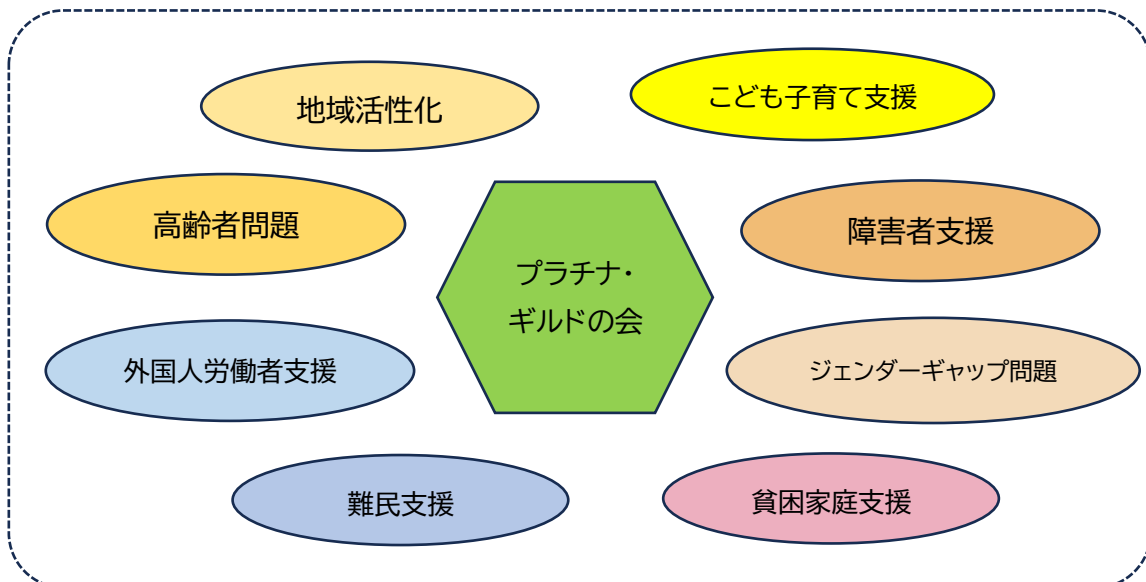 地域活性化
こども子育て支援
高齢者問題
障害者支援
プラチナ・
ギルドの会
外国人労働者支援
ジェンダーギャップ問題
難民支援
貧困家庭支援